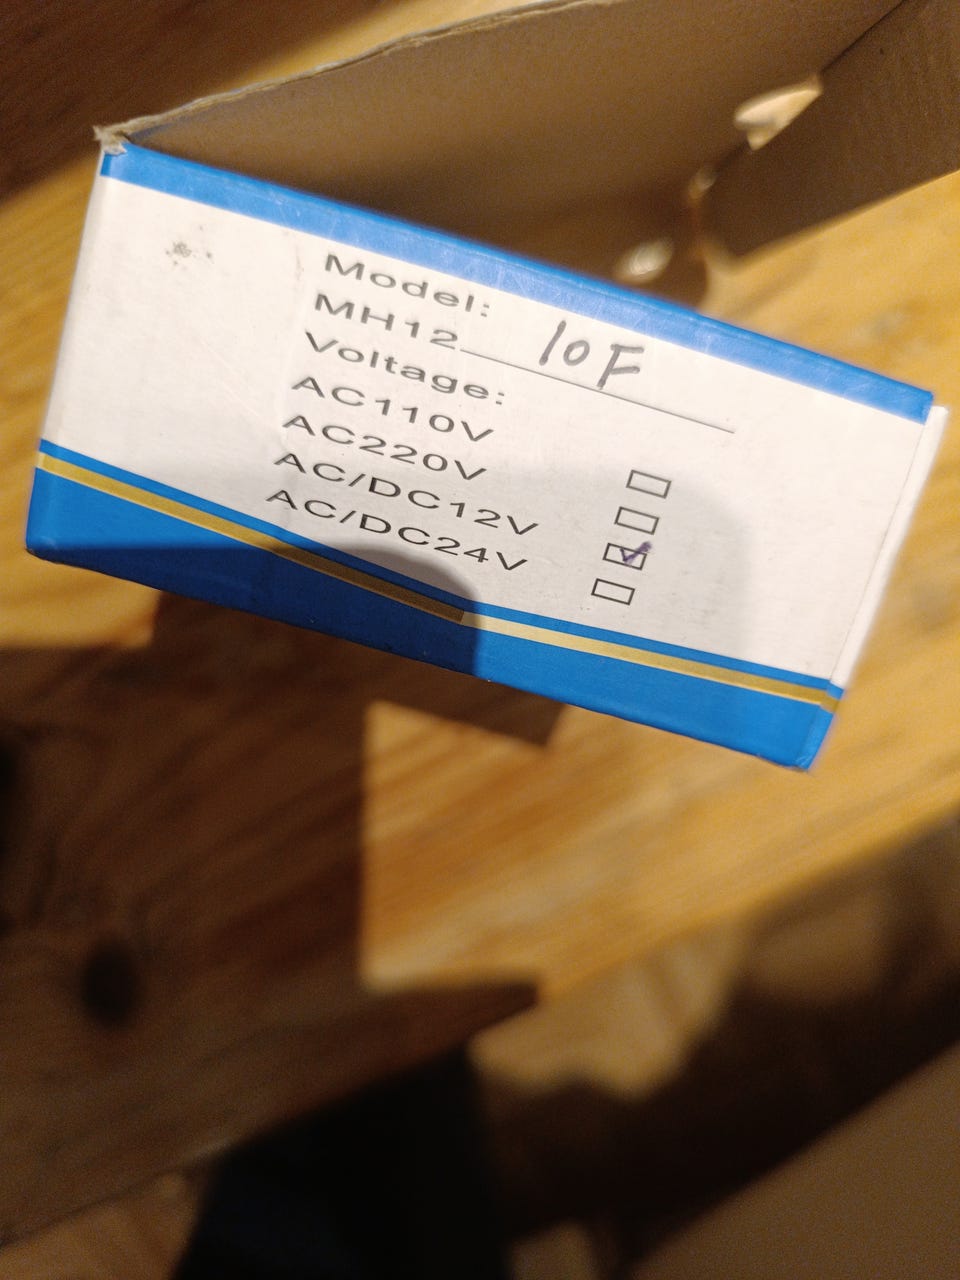 Model:
MH12 10F
Voltage:
AC110V
AC220V
AC/DC12V
AC/DC24V